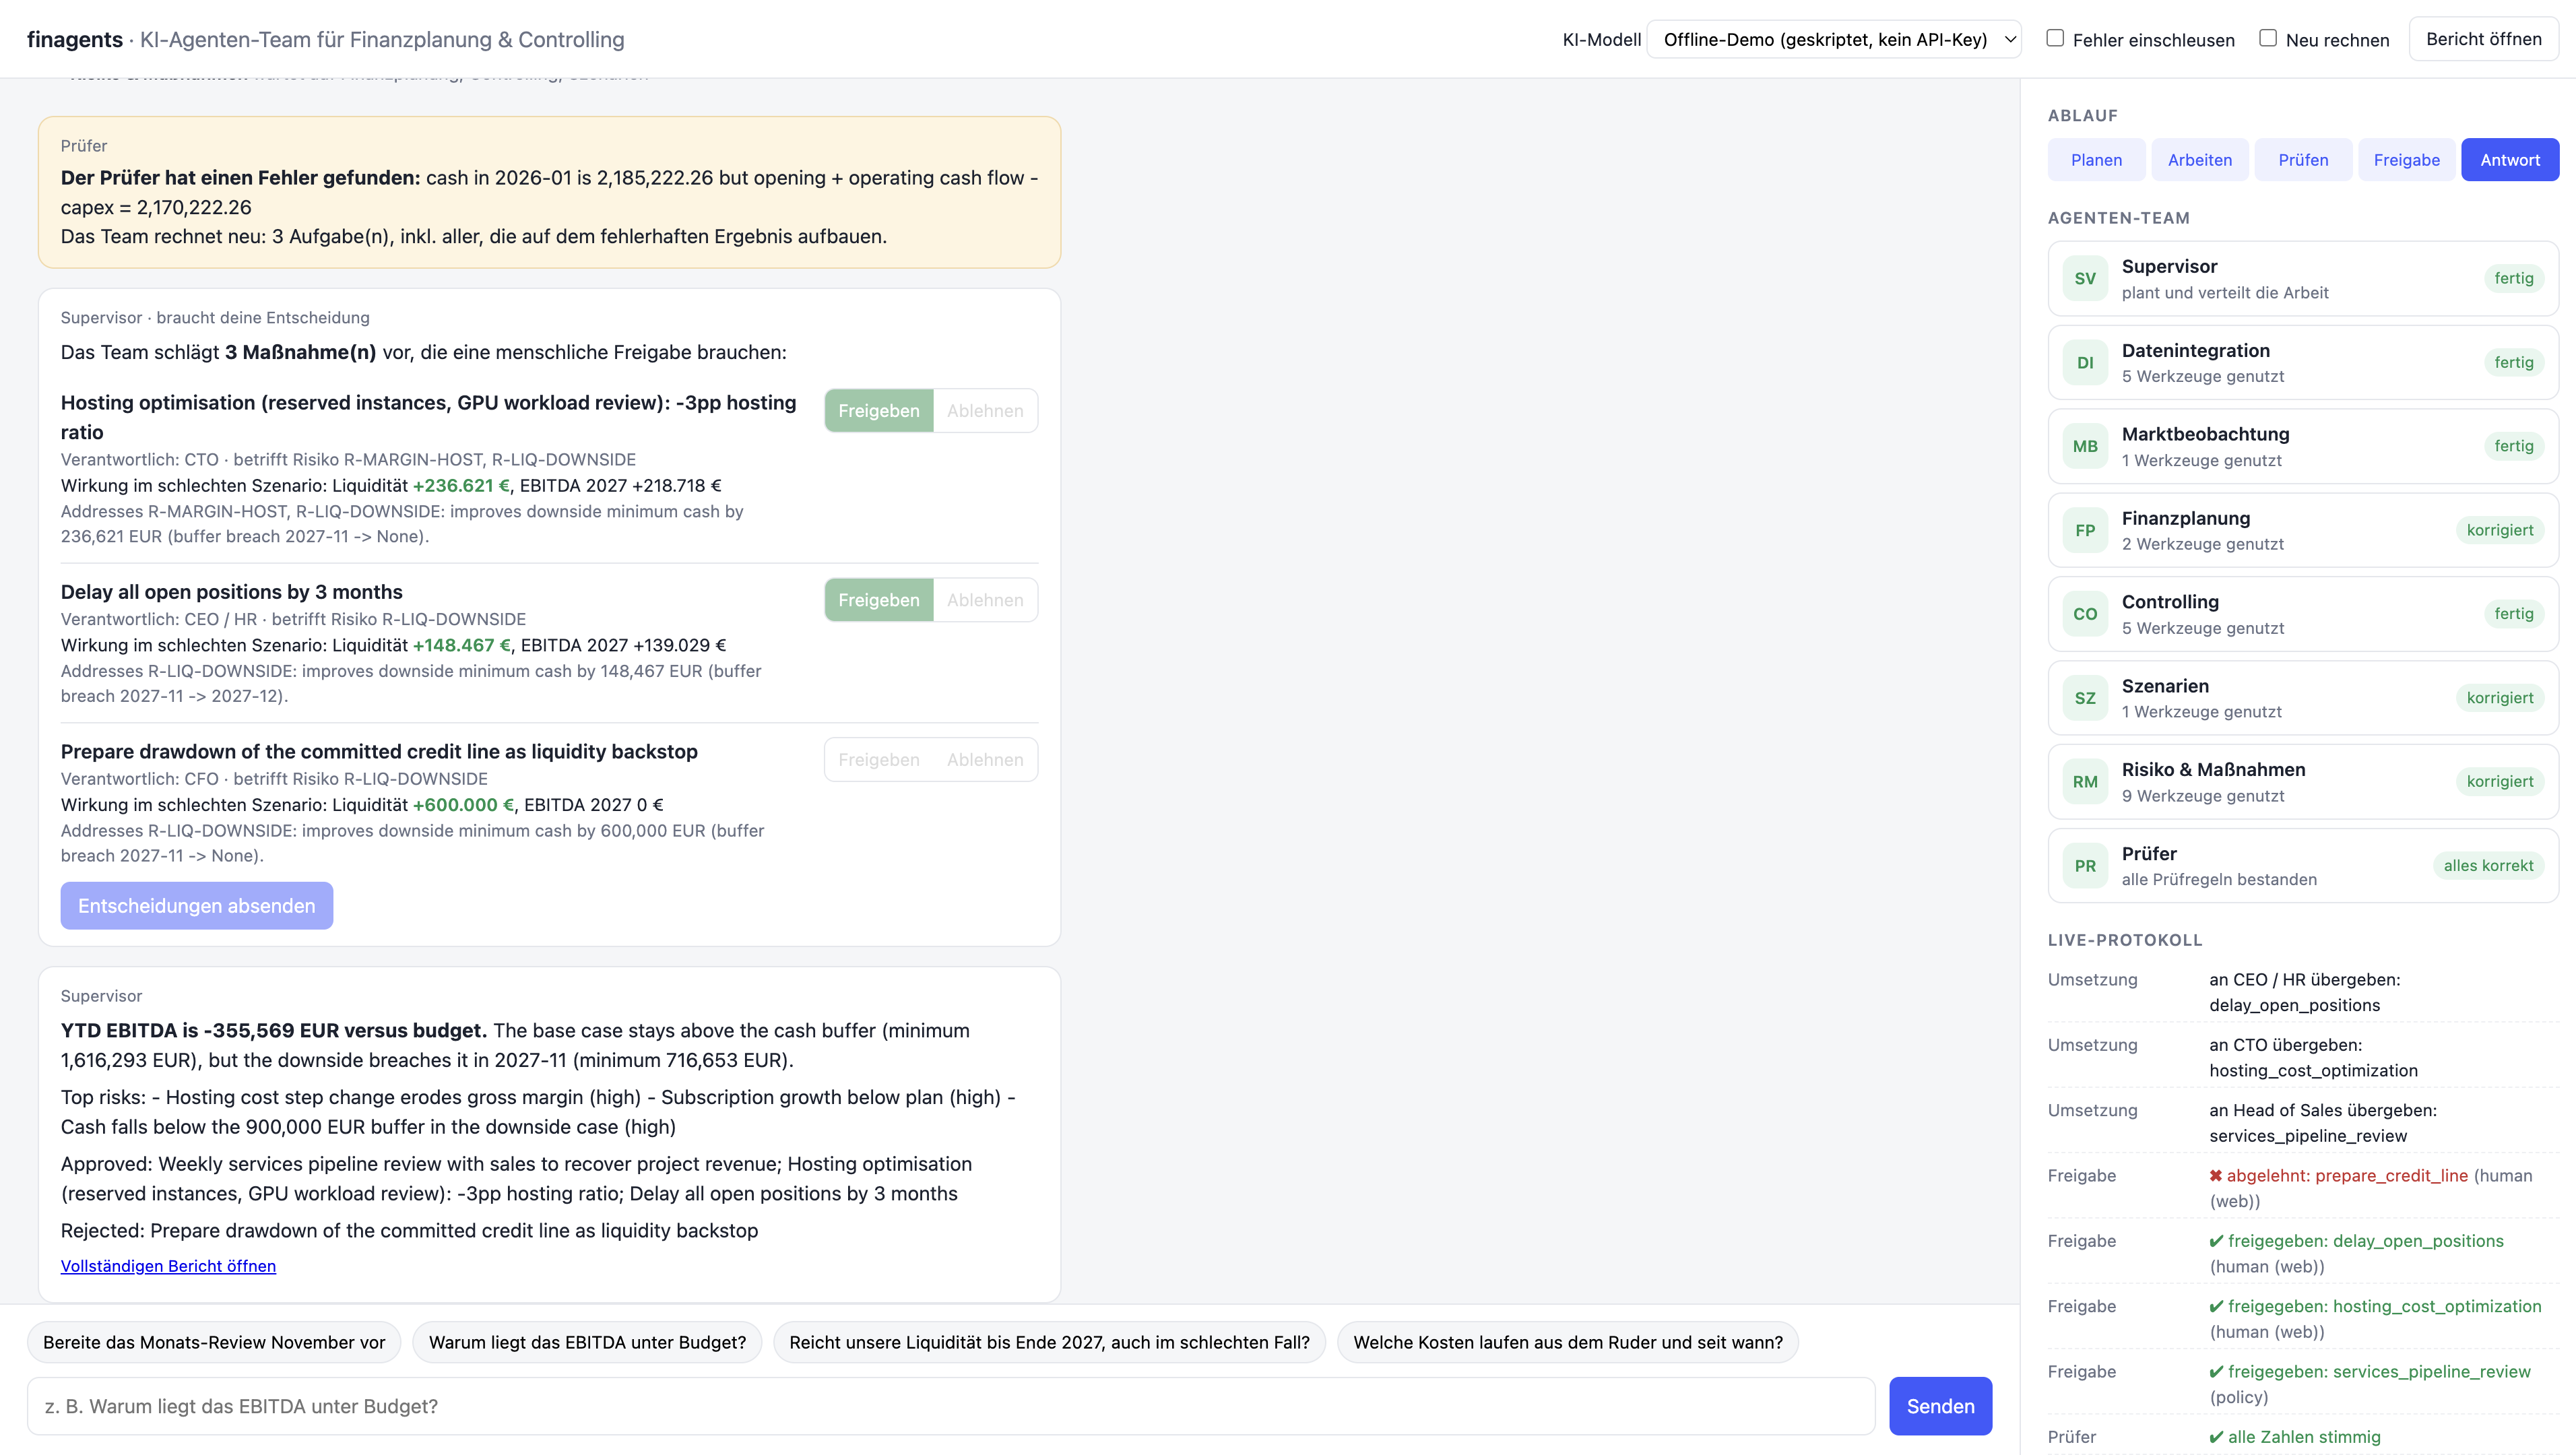 finagents · KI-Agenten-Team für Finanzplanung & Controlling
KI-Modell
Offline-Demo (geskriptet, kein API-Key)
Fehler einschleusen
Neu rechnen
Bericht öffnen
Prüfer
Der Prüfer hat einen Fehler gefunden: cash in 2026-01 is 2,185,222.26 but opening + operating cash flow -
capex = 2,170,222.26
Das Team rechnet neu: 3 Aufgabe(n), inkl. aller, die auf dem fehlerhaften Ergebnis aufbauen.
Supervisor · braucht deine Entscheidung
Das Team schlägt 3 Maßnahme(n) vor, die eine menschliche Freigabe brauchen:
Hosting optimisation (reserved instances, GPU workload review): -3pp hosting
ratio
Freigeben
Ablehnen
Verantwortlich: CTO · betrifft Risiko R-MARGIN-HOST, R-LIQ-DOWNSIDE
Wirkung im schlechten Szenario: Liquidität +236.621 €, EBITDA 2027 +218.718 €
Addresses R-MARGIN-HOST, R-LIQ-DOWNSIDE: improves downside minimum cash by
236,621 EUR (buffer breach 2027-11 -> None).
Delay all open positions by 3 months
Freigeben
Ablehnen
Verantwortlich: CEO / HR · betrifft Risiko R-LIQ-DOWNSIDE
Wirkung im schlechten Szenario: Liquidität +148.467 €, EBITDA 2027 +139.029 €
Addresses R-LIQ-DOWNSIDE: improves downside minimum cash by 148,467 EUR (buffer
breach 2027-11 -> 2027-12).
Prepare drawdown of the committed credit line as liquidity backstop
Freigeben
Ablehnen
Verantwortlich: CFO · betrifft Risiko R-LIQ-DOWNSIDE
Wirkung im schlechten Szenario: Liquidität +600.000 €, EBITDA 2027 0 €
Addresses R-LIQ-DOWNSIDE: improves downside minimum cash by 600,000 EUR (buffer
breach 2027-11 -> None).
Entscheidungen absenden
Supervisor
YTD EBITDA is -355,569 EUR versus budget. The base case stays above the cash buffer (minimum
1,616,293 EUR), but the downside breaches it in 2027-11 (minimum 716,653 EUR).
Top risks: - Hosting cost step change erodes gross margin (high) - Subscription growth below plan (high) -
Cash falls below the 900,000 EUR buffer in the downside case (high)
Approved: Weekly services pipeline review with sales to recover project revenue; Hosting optimisation
(reserved instances, GPU workload review): -3pp hosting ratio; Delay all open positions by 3 months
Rejected: Prepare drawdown of the committed credit line as liquidity backstop
Vollständigen Bericht öffnen
Bereite das Monats-Review November vor
Warum liegt das EBITDA unter Budget?
Reicht unsere Liquidität bis Ende 2027, auch im schlechten Fall?
Welche Kosten laufen aus dem Ruder und seit wann?
z. B. Warum liegt das EBITDA unter Budget?
Senden
ABLAUF
Planen
Arbeiten
Prüfen
Freigabe
Antwort
AGENTEN-TEAM
SV
Supervisor
plant und verteilt die Arbeit
fertig
DI
Datenintegration
5 Werkzeuge genutzt
fertig
MB
Marktbeobachtung
1 Werkzeuge genutzt
fertig
FP
Finanzplanung
2 Werkzeuge genutzt
korrigiert
CO
Controlling
5 Werkzeuge genutzt
fertig
SZ
Szenarien
1 Werkzeuge genutzt
korrigiert
RM
Risiko & Maßnahmen
9 Werkzeuge genutzt
korrigiert
PR
Prüfer
alle Prüfregeln bestanden
alles korrekt
LIVE-PROTOKOLL
Umsetzung
an CEO / HR übergeben:
delay_open_positions
Umsetzung
an CTO übergeben:
hosting_cost_optimization
Umsetzung
an Head of Sales übergeben:
services_pipeline_review
Freigabe
✖ abgelehnt: prepare_credit_line (human
(web))
Freigabe
✔ freigegeben: delay_open_positions
(human (web))
Freigabe
✔ freigegeben: hosting_cost_optimization
(human (web))
Freigabe
✔ freigegeben: services_pipeline_review
(policy)
Prüfer
✔ alle Zahlen stimmig